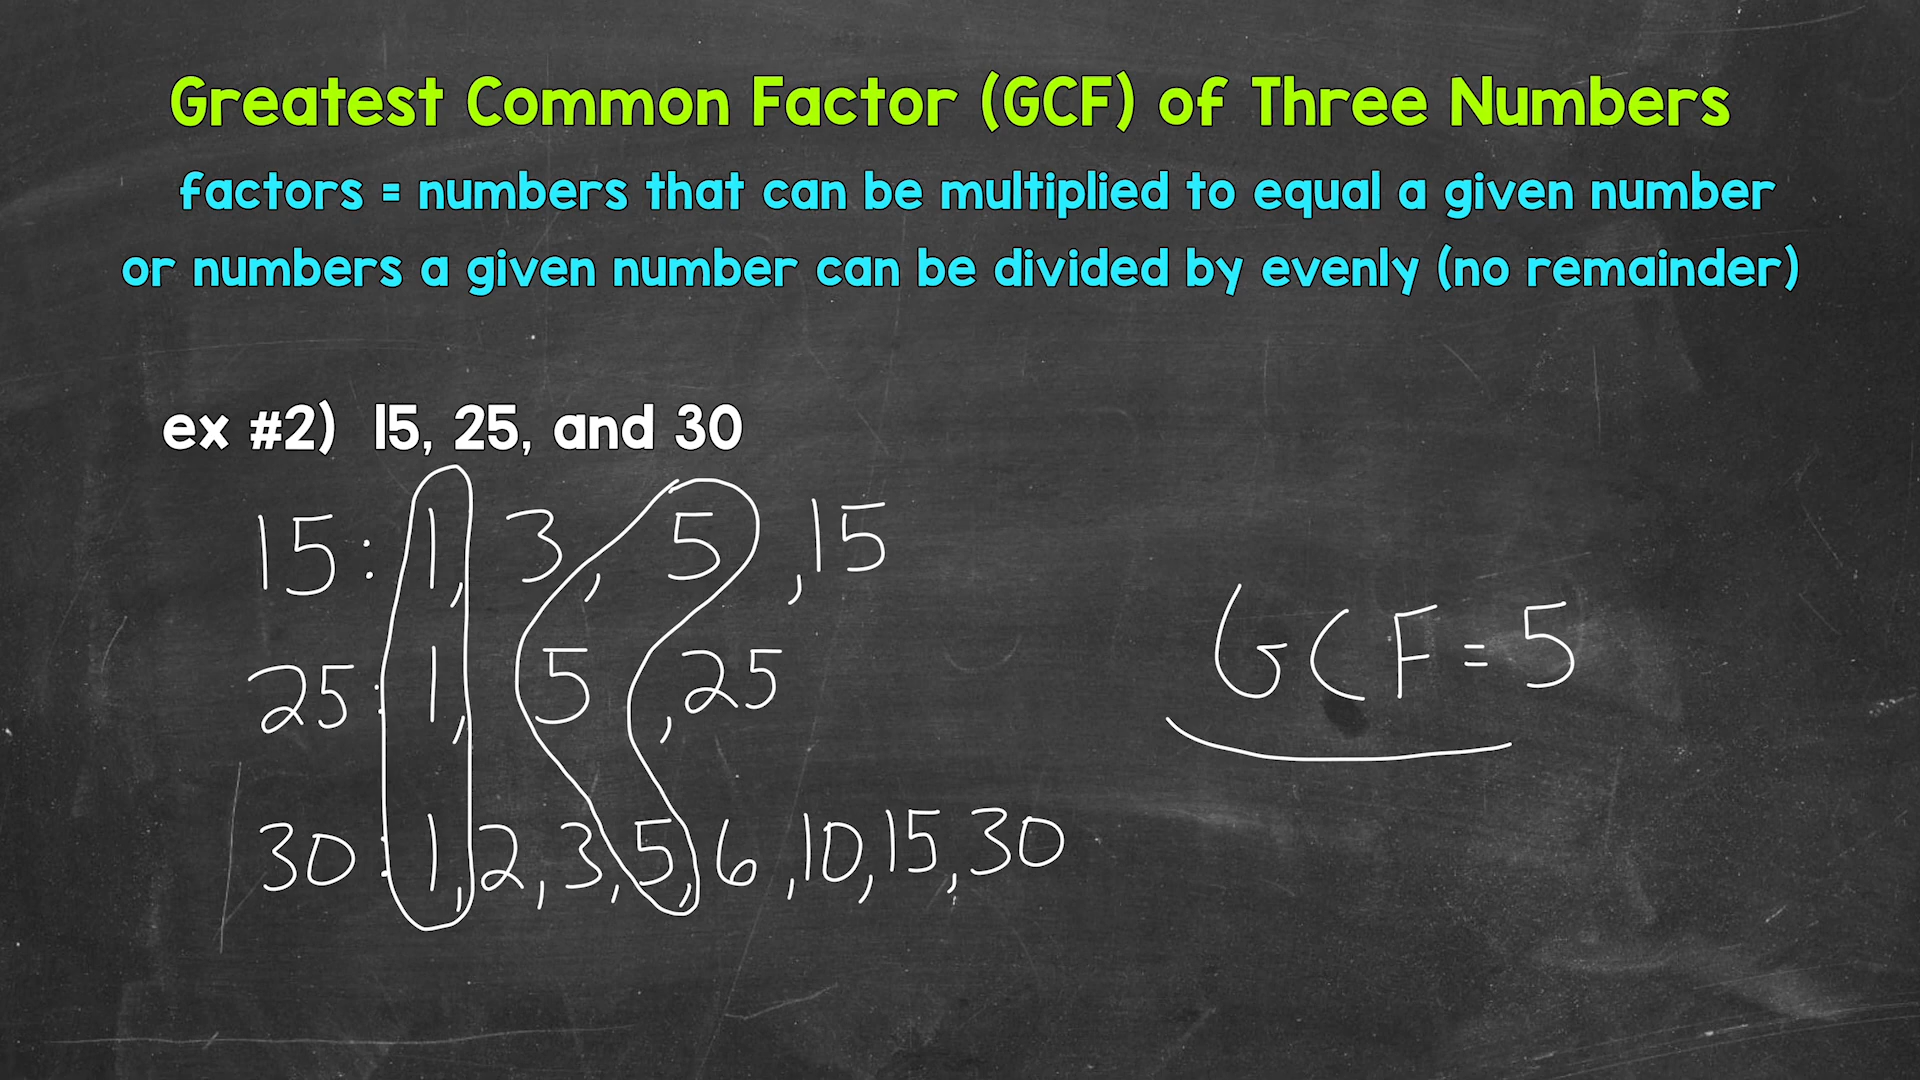 Greatest Common Factor (GCF) of Three Numbers
factors = numbers that can be multiplied to equal a given number
or numbers a given number can be divided by evenly (no remainder)
ex #2) 15, 25, and 30
15: 1, 3, 5, 15
25: 1, 5, 25
30: 1, 2, 3, 5, 6, 10, 15, 30
GCF = 5